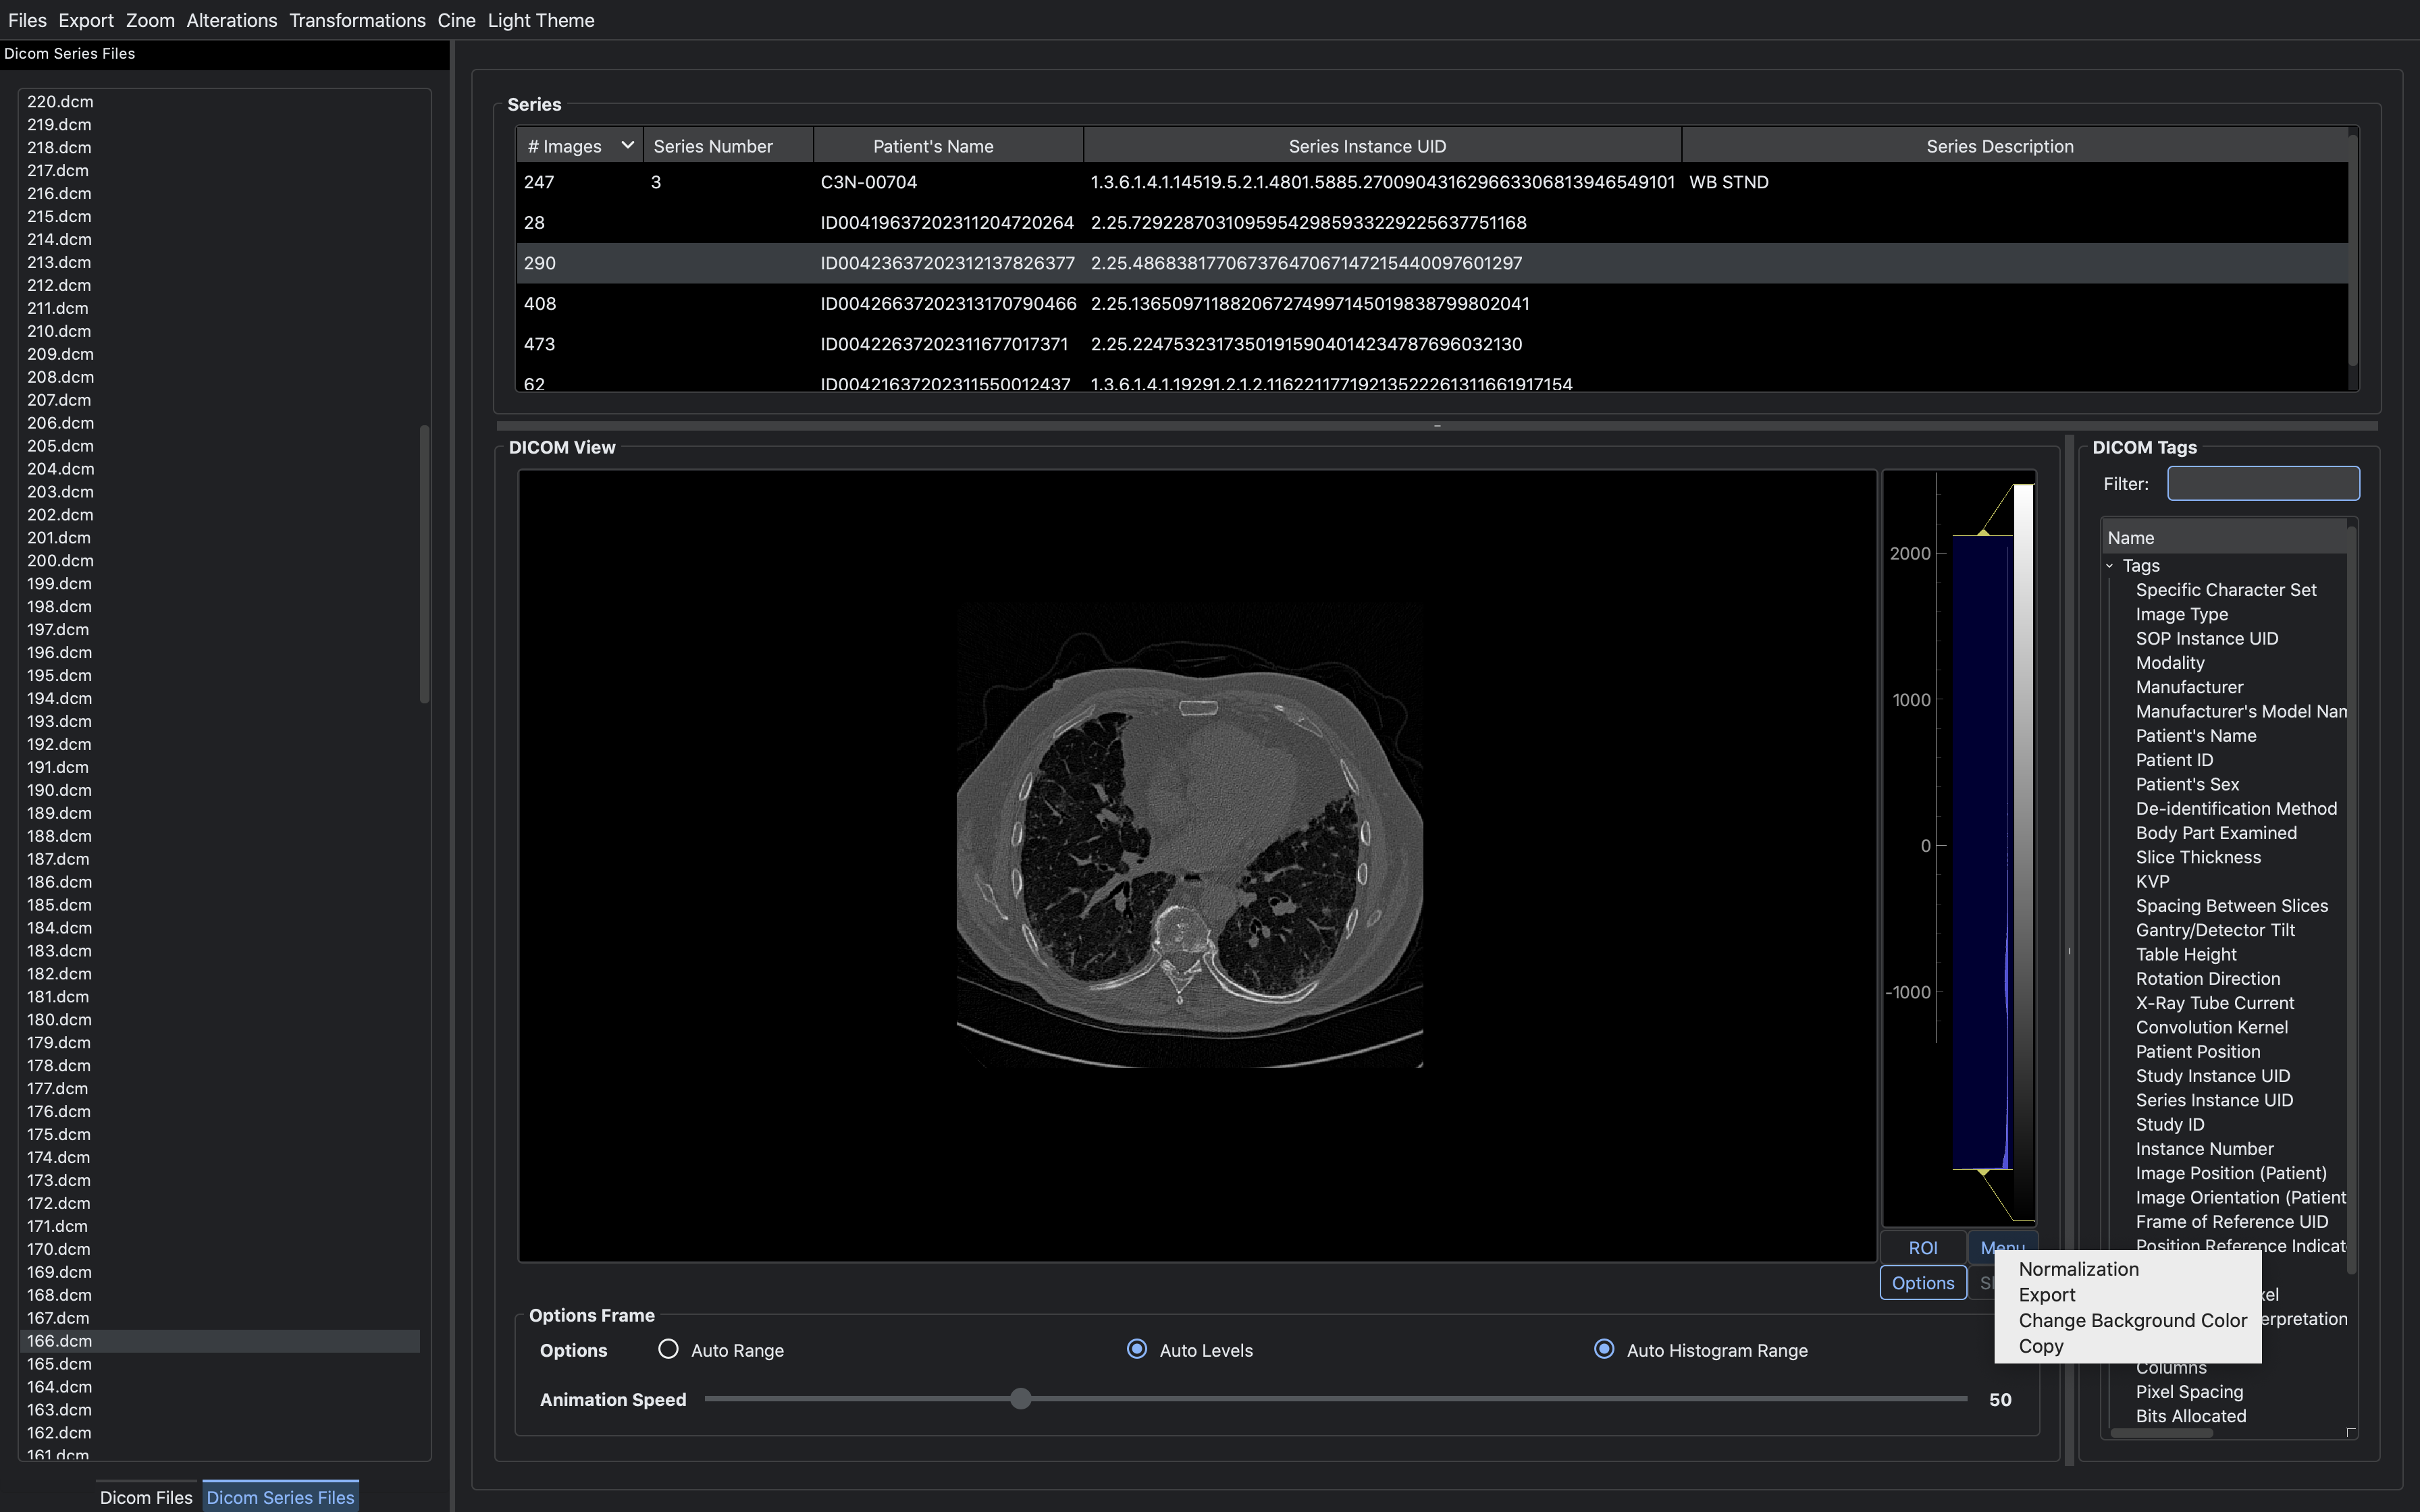 Files Export Zoom Alterations Transformations Cine Light Theme
Dicom Series Files
220.dcm
219.dcm
218.dcm
217.dcm
216.dcm
215.dcm
214.dcm
213.dcm
212.dcm
211.dcm
210.dcm
209.dcm
208.dcm
207.dcm
206.dcm
205.dcm
204.dcm
203.dcm
202.dcm
201.dcm
200.dcm
199.dcm
198.dcm
197.dcm
196.dcm
195.dcm
194.dcm
193.dcm
192.dcm
191.dcm
190.dcm
189.dcm
188.dcm
187.dcm
186.dcm
185.dcm
184.dcm
183.dcm
182.dcm
181.dcm
180.dcm
179.dcm
178.dcm
177.dcm
176.dcm
175.dcm
174.dcm
173.dcm
172.dcm
171.dcm
170.dcm
169.dcm
168.dcm
167.dcm
166.dcm
165.dcm
164.dcm
163.dcm
162.dcm
161.dcm
Dicom Files Dicom Series Files
Series
# Images Series Number Patient's Name Series Instance UID Series Description
247 3 C3N-00704 1.3.6.1.4.1.14519.5.2.1.4801.5885.270090431629663306813946549101 WB STND
28 ID00419637202311204720264 2.25.72922870310959542985933229225637751168
290 ID00423637202312137826377 2.25.48683817706737647067147215440097601297
408 ID00426637202313170790466 2.25.136509711882067274997145019838799802041
473 ID00422637202311677017371 2.25.22475323173501915904014234787696032130
62 ID00421637202311550012437 1.3.6.1.4.1.19291.2.1.2.1162211771921352226131166191​7154
DICOM View
2000
1000
0
-1000
ROI Menu
Options
Normalization
Export
Change Background Color
Copy
Options Frame
Options Auto Range Auto Levels Auto Histogram Range
Animation Speed 50
DICOM Tags
Filter:
Name
Tags
Specific Character Set
Image Type
SOP Instance UID
Modality
Manufacturer
Manufacturer's Model Nam
Patient's Name
Patient ID
Patient's Sex
De-identification Method
Body Part Examined
Slice Thickness
KVP
Spacing Between Slices
Gantry/Detector Tilt
Table Height
Rotation Direction
X-Ray Tube Current
Convolution Kernel
Patient Position
Study Instance UID
Series Instance UID
Study ID
Instance Number
Image Position (Patient)
Image Orientation (Patient
Frame of Reference UID
Position Reference Indicat
xel
erpretation
Columns
Pixel Spacing
Bits Allocated